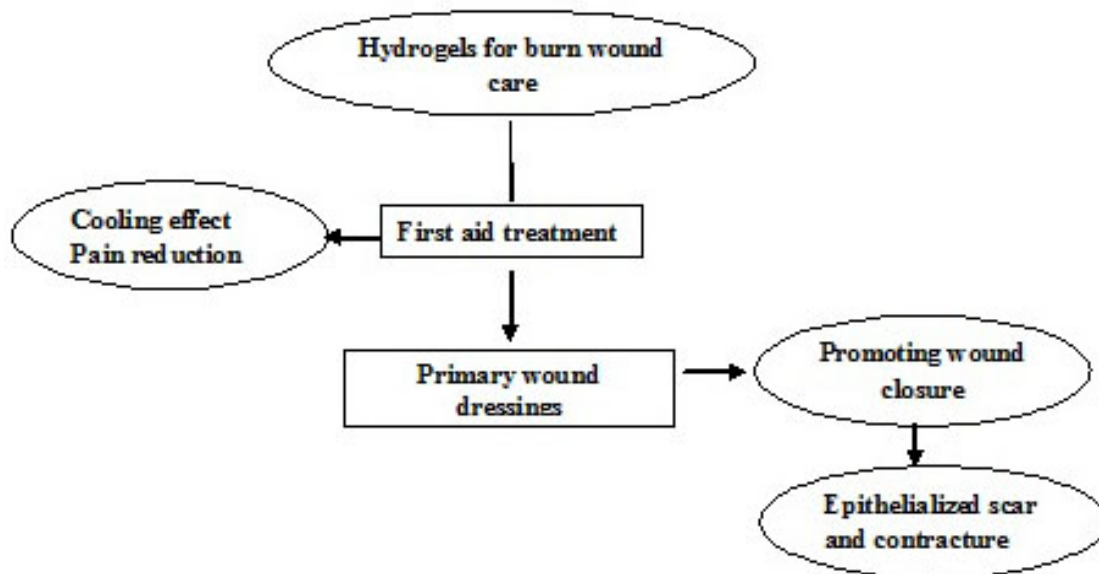 Hydrogels for burn wound
care
Cooling effect
Pain reduction
First aid treatment
Primary wound
dressings
Promoting wound
closure
Epithelialized scar
and contracture